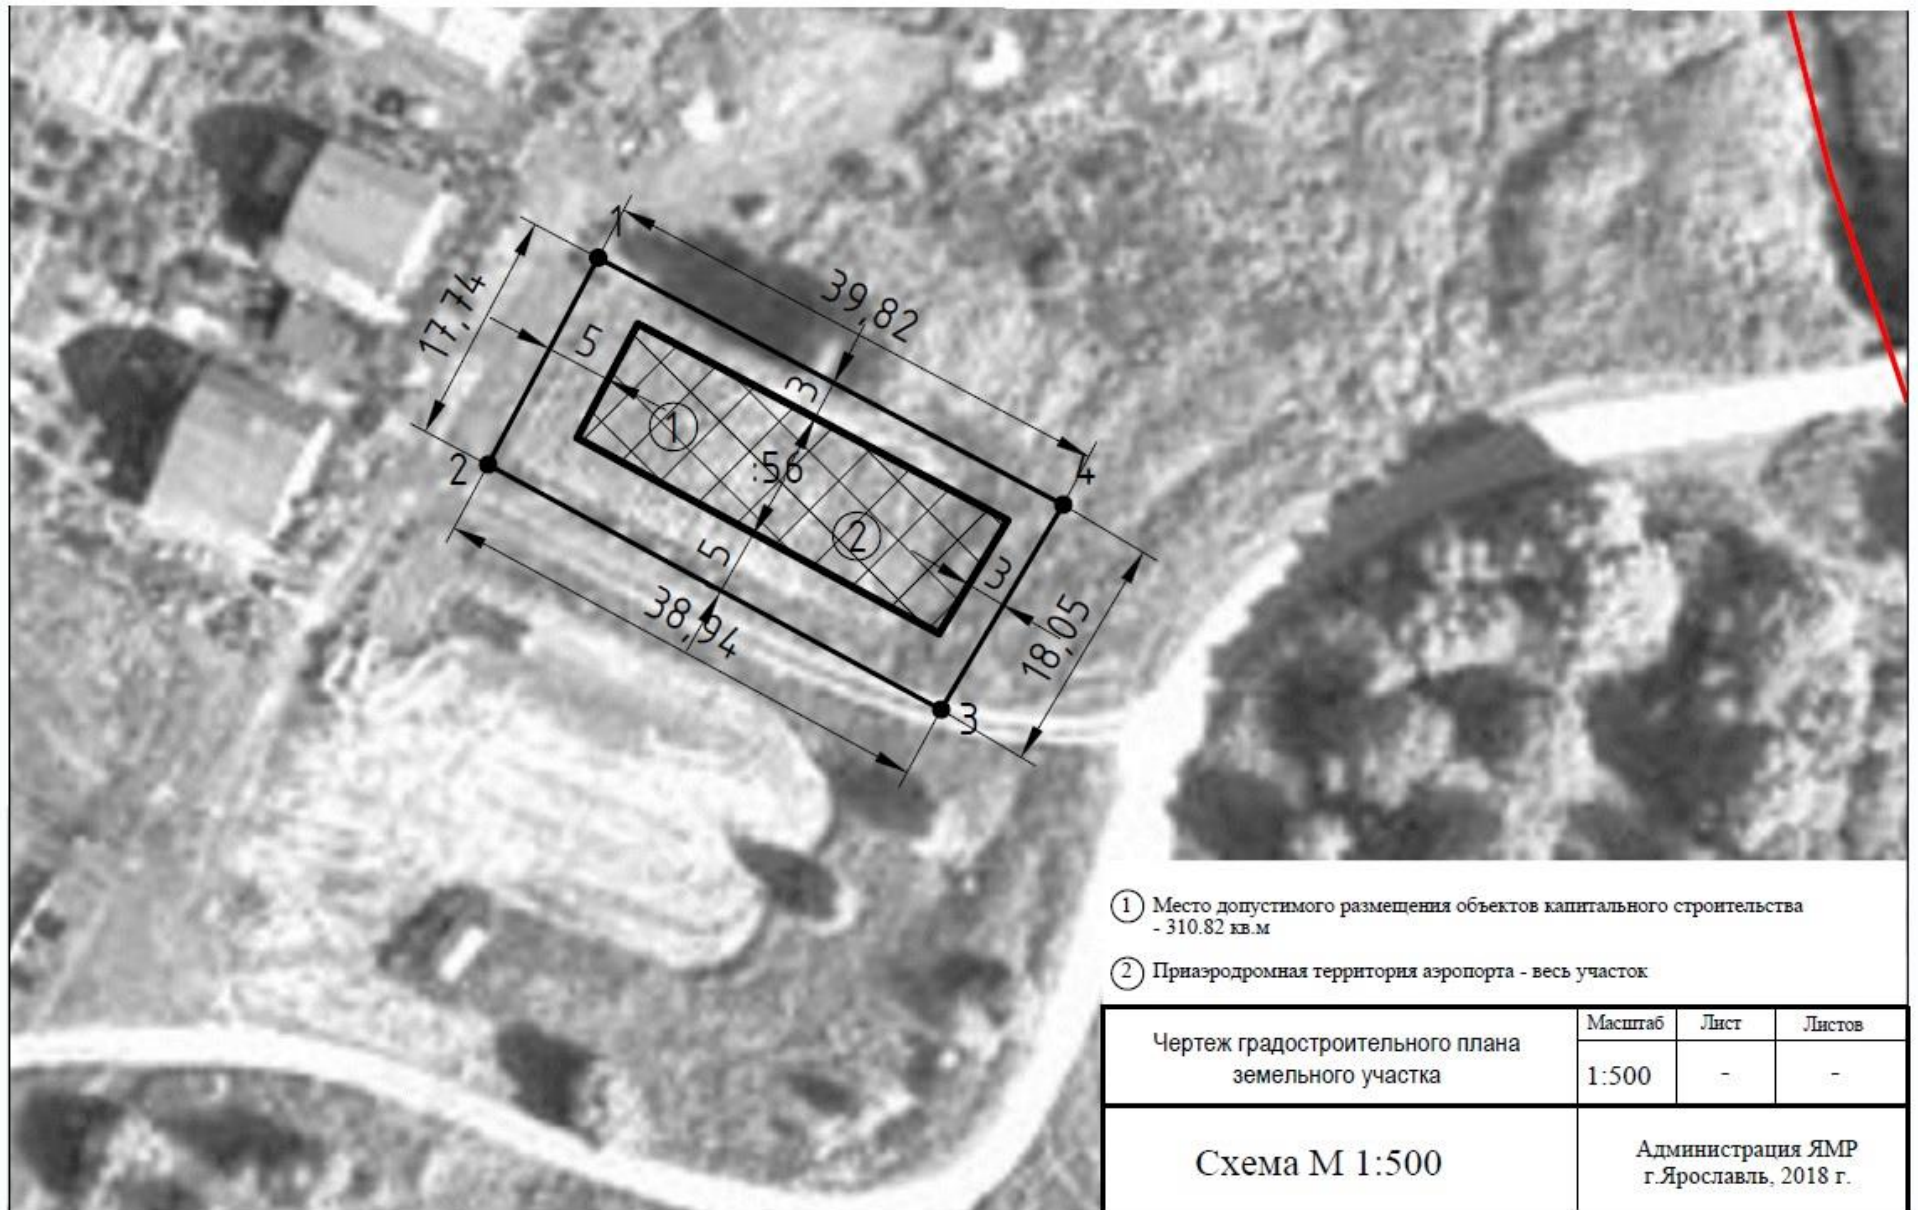 1
39,82
17,74
5
3
1
4
2
:56
2
5
3
38,94
18,05
3
1 Место допустимого размещения объектов капитального строительства
- 310.82 кв.м
2 Приаэродромная территория аэропорта - весь участок
Чертеж градостроительного плана
земельного участка
Масштаб Лист Листов
1:500 - -
Схема М 1:500
Администрация ЯМР
г.Ярославль, 2018 г.